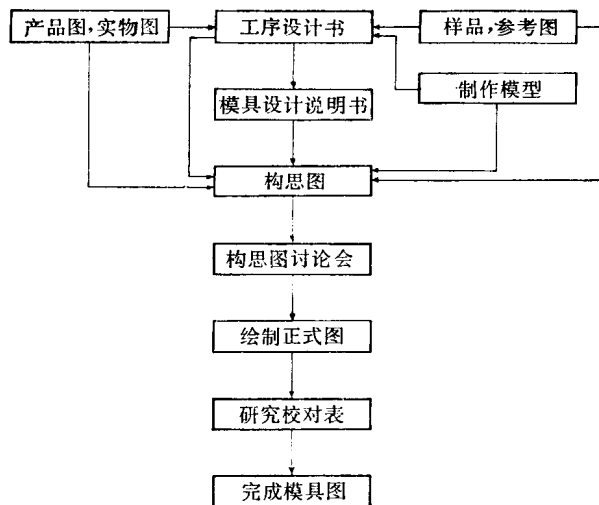 产品图,实物图
工序设计书
样品,参考图
制作模型
模具设计说明书
构思图
构思图讨论会
绘制正式图
研究校对表
完成模具图